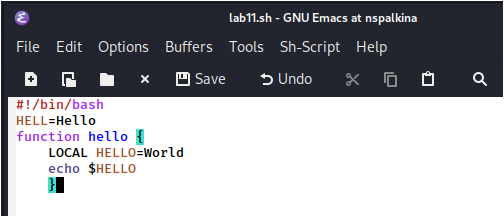 lab11.sh - GNU Emacs at nspalkina
File Edit Options Buffers Tools Sh-Script Help
Save Undo
#!/bin/bash
HELL=Hello
function hello {
    LOCAL HELLO=World
    echo $HELLO
    }